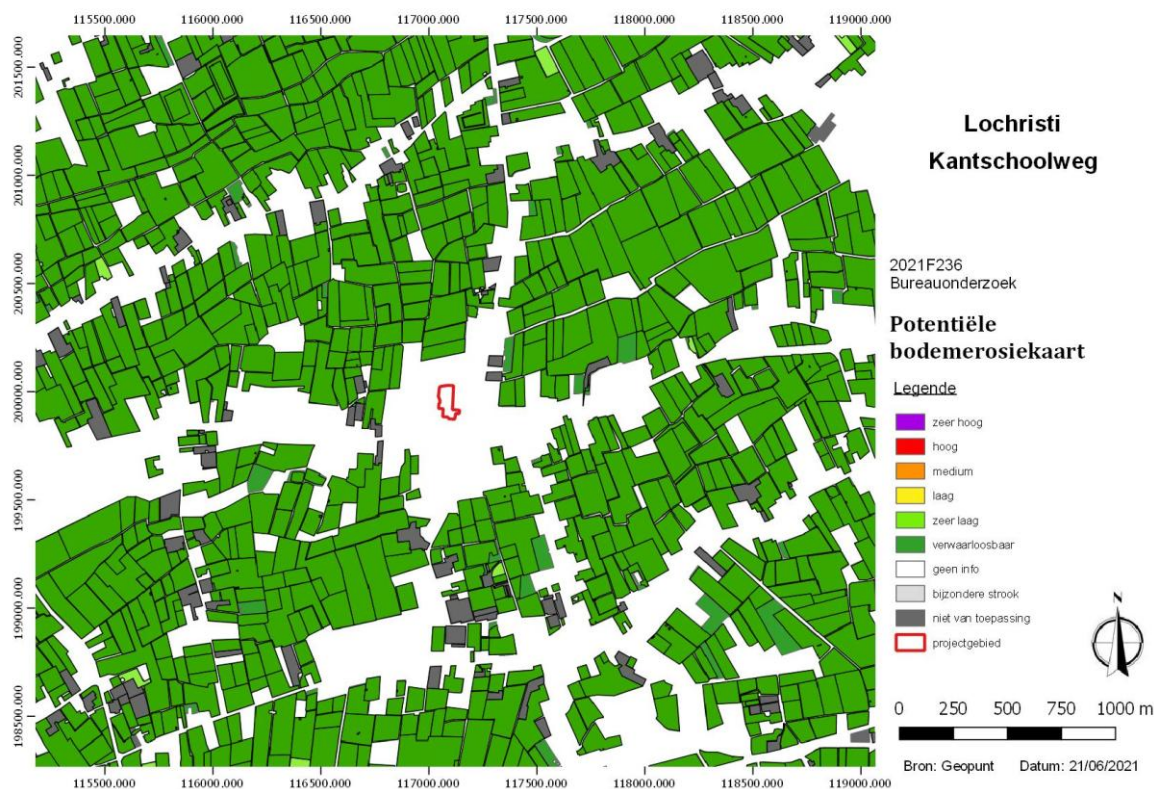 115500.000 116000.000 116500.000 117000.000 117500.000 118000.000 118500.000 119000.000
201500.000
201000.000
200500.000
200000.000
199500.000
199000.000
198500.000
115500.000 116000.000 116500.000 117000.000 117500.000 118000.000 118500.000 119000.000
Lochristi
Kantschoolweg
2021F236
Bureauonderzoek
Potentiële
bodemerosiekaart
Legende
zeer hoog
hoog
medium
laag
zeer laag
verwaarloosbaar
geen info
bijzondere strook
niet van toepassing
projectgebied
N
0 250 500 750 1000 m
Bron: Geopunt Datum: 21/06/2021